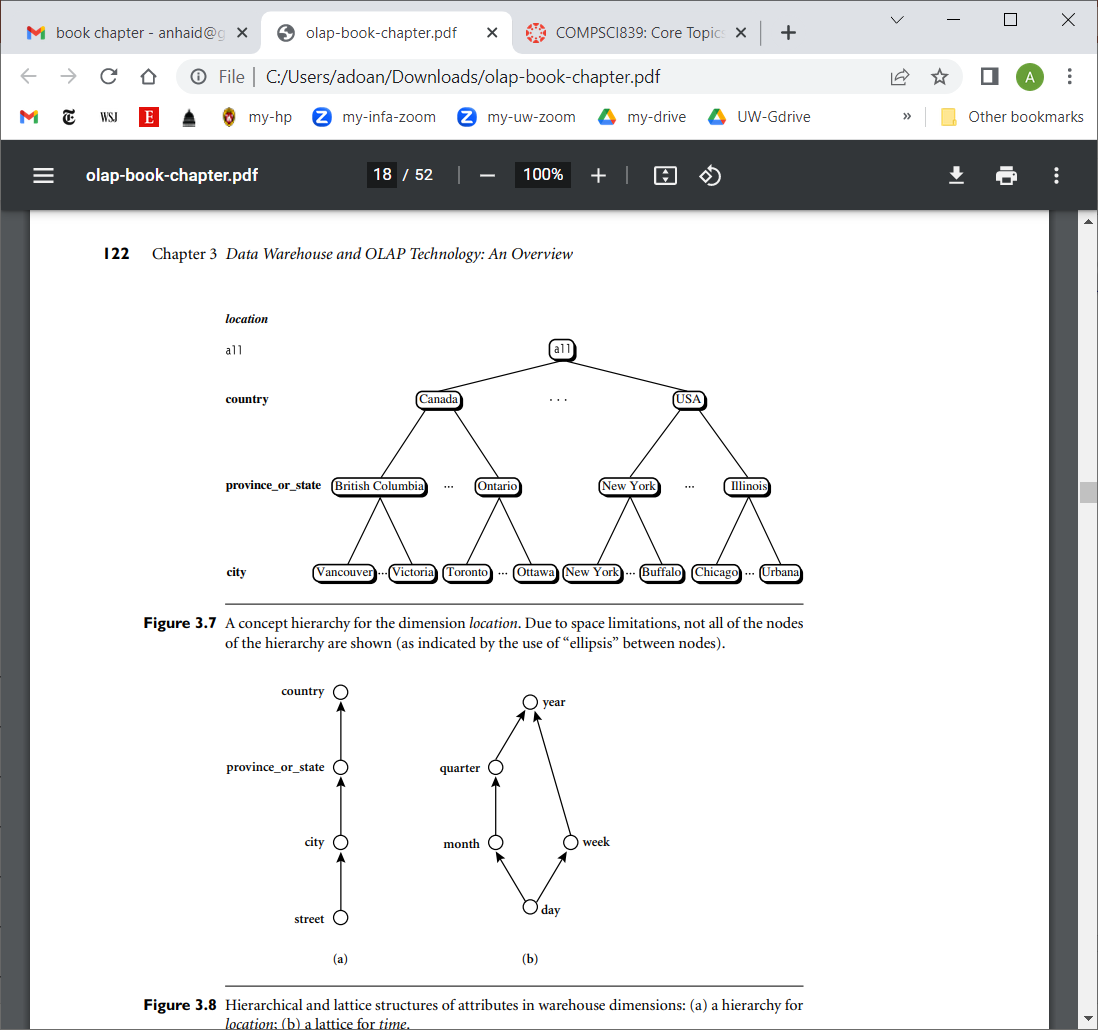 book chapter - anhaid@g
olap-book-chapter.pdf
COMPSCI839: Core Topics
File
C:/Users/adoan/Downloads/olap-book-chapter.pdf
A
WSJ
E
my-hp
my-infa-zoom
my-uw-zoom
my-drive
UW-Gdrive
»
Other bookmarks
olap-book-chapter.pdf
18 / 52
100%
122 Chapter 3 Data Warehouse and OLAP Technology: An Overview
location
all
all
country
Canada
...
USA
province_or_state
British Columbia
...
Ontario
New York
...
Illinois
city
Vancouver
...
Victoria
Toronto
...
Ottawa
New York
...
Buffalo
Chicago
...
Urbana
Figure 3.7 A concept hierarchy for the dimension location. Due to space limitations, not all of the nodes
of the hierarchy are shown (as indicated by the use of “ellipsis” between nodes).
country
province_or_state
city
street
(a)
year
quarter
month
week
day
(b)
Figure 3.8 Hierarchical and lattice structures of attributes in warehouse dimensions: (a) a hierarchy for
location; (b) a lattice for time.